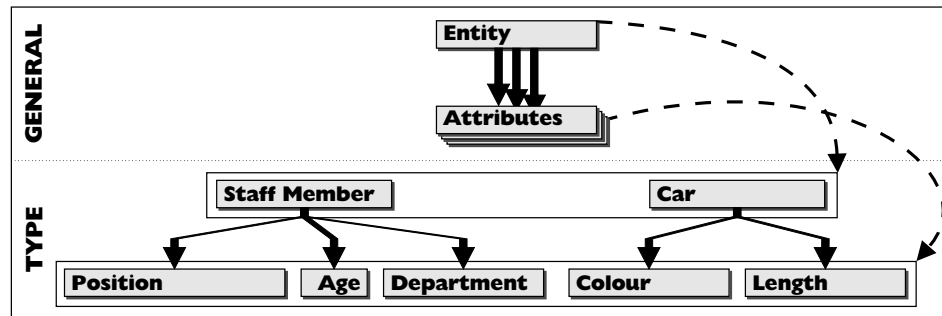 GENERAL
Entity
Attributes
TYPE
Staff Member
Car
Position
Age
Department
Colour
Length